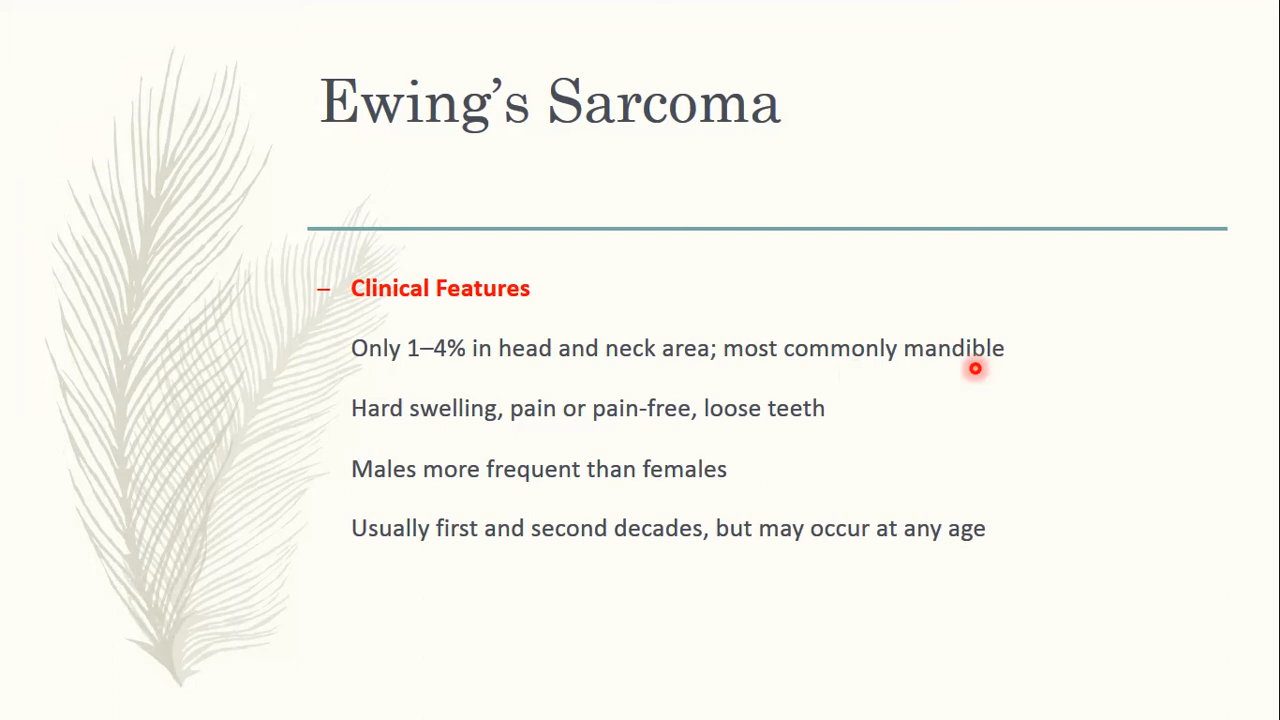 Ewing’s Sarcoma
– Clinical Features
Only 1–4% in head and neck area; most commonly mandible
Hard swelling, pain or pain-free, loose teeth
Males more frequent than females
Usually first and second decades, but may occur at any age